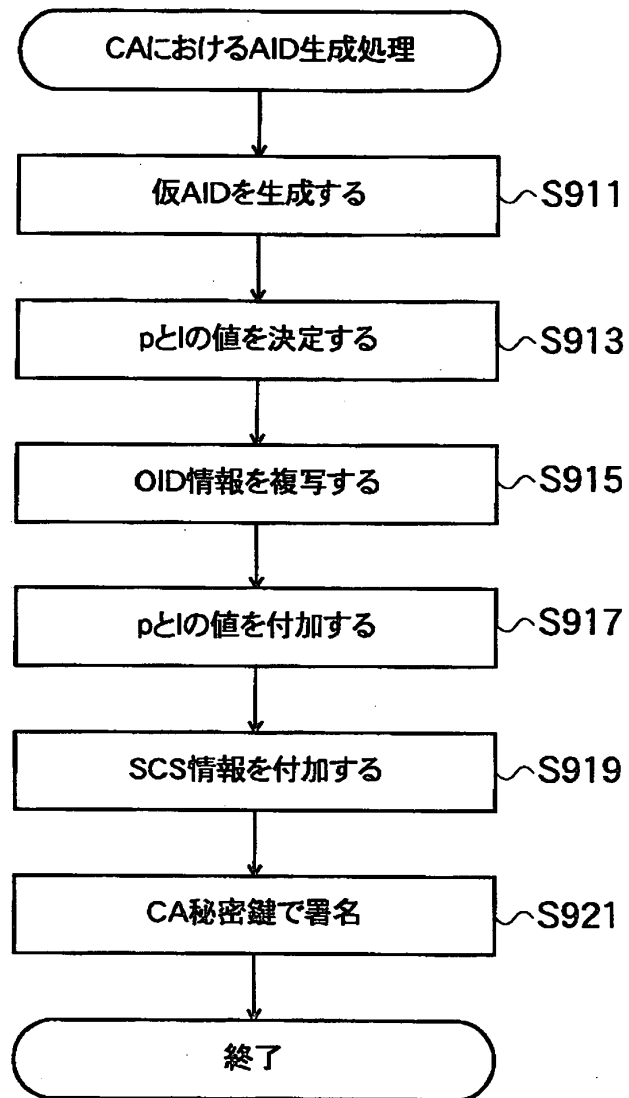 CAにおけるAID生成処理
仮AIDを生成する
S911
pとlの値を決定する
S913
OID情報を複写する
S915
pとlの値を付加する
S917
SCS情報を付加する
S919
CA秘密鍵で署名
S921
終了